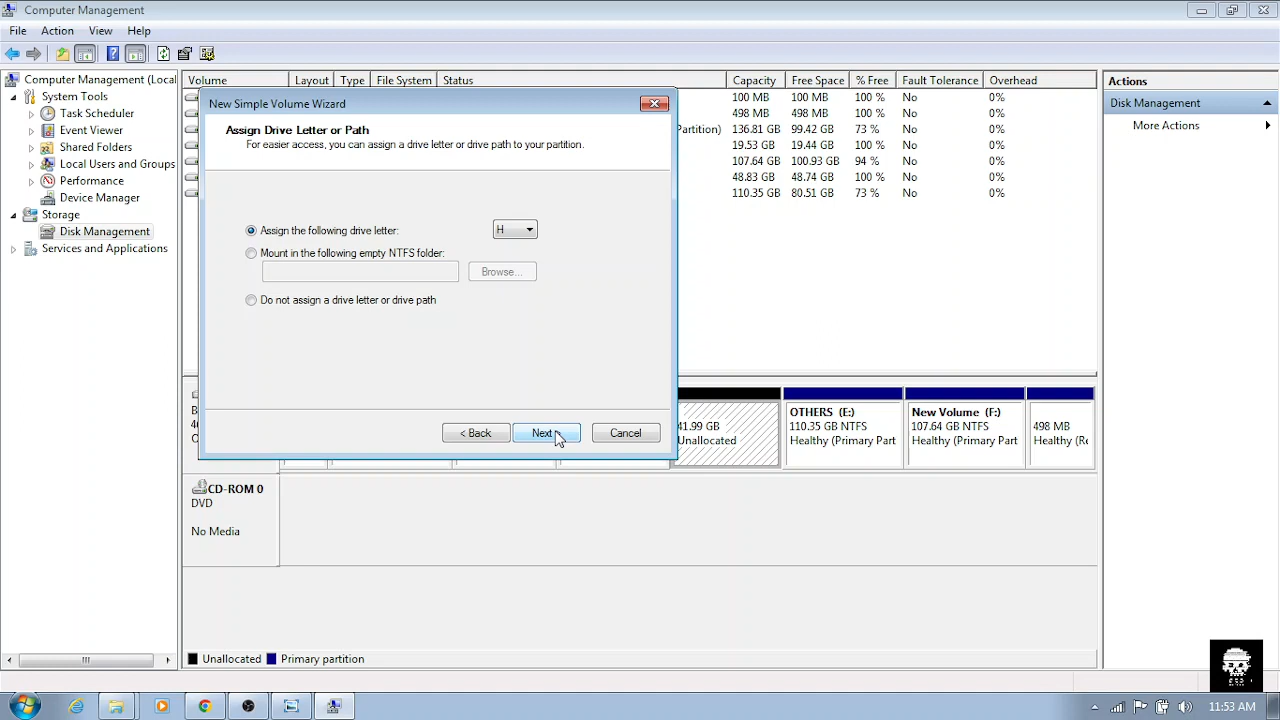 Computer Management
File Action View Help
Computer Management (Local
System Tools
Task Scheduler
Event Viewer
Shared Folders
Local Users and Groups
Performance
Device Manager
Storage
Disk Management
Services and Applications
Volume Layout Type File System Status Capacity Free Space % Free Fault Tolerance Overhead
100 MB 100 MB 100 % No 0%
498 MB 498 MB 100 % No 0%
Partition) 136.81 GB 99.42 GB 73 % No 0%
19.53 GB 19.44 GB 100 % No 0%
107.64 GB 100.93 GB 94 % No 0%
48.83 GB 48.74 GB 100 % No 0%
110.35 GB 80.51 GB 73 % No 0%
New Simple Volume Wizard
Assign Drive Letter or Path
For easier access, you can assign a drive letter or drive path to your partition.
Assign the following drive letter: H
Mount in the following empty NTFS folder:
Browse...
Do not assign a drive letter or drive path
< Back Next Cancel
41.99 GB
Unallocated
OTHERS (E:)
110.35 GB NTFS
Healthy (Primary Part
New Volume (F:)
107.64 GB NTFS
Healthy (Primary Part
498 MB
Healthy (Re
CD-ROM 0
DVD
No Media
Unallocated Primary partition
Actions
Disk Management
More Actions
11:53 AM